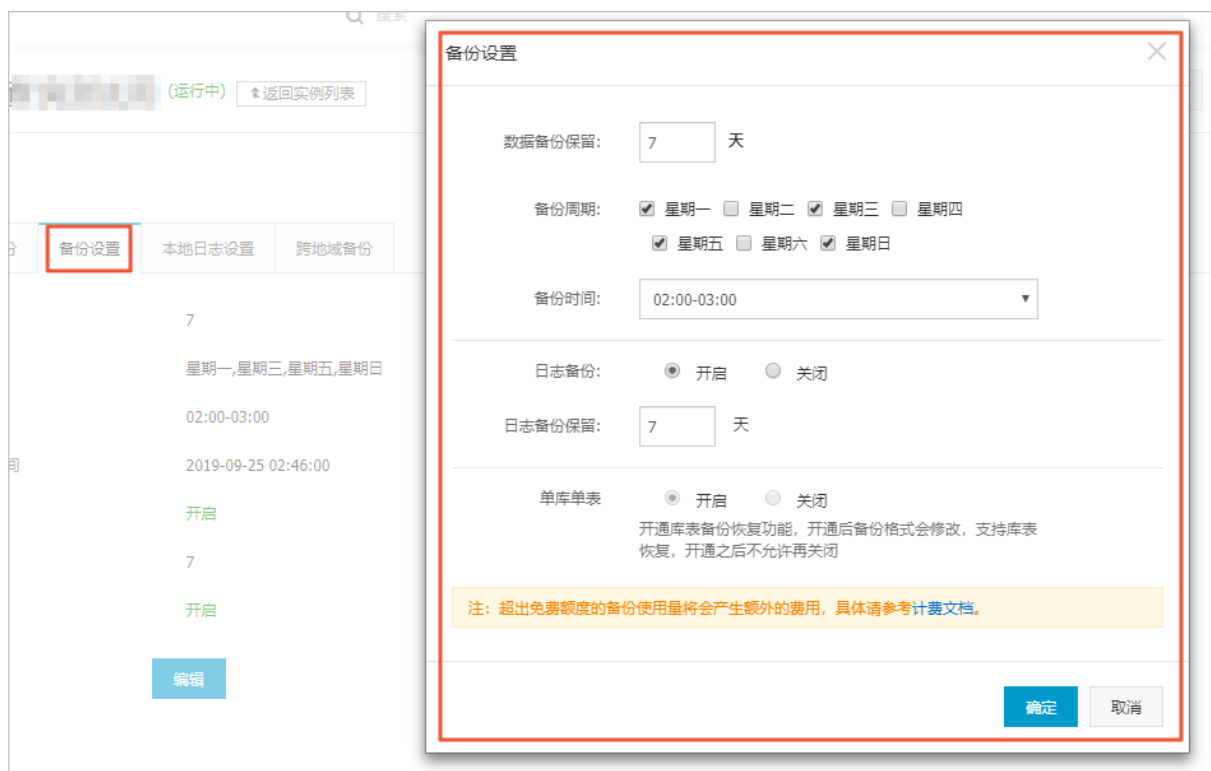 搜索
(运行中)
返回实例列表
备份设置
本地日志设置
跨地域备份
7
星期一,星期三,星期五,星期日
02:00-03:00
间
2019-09-25 02:46:00
开启
7
开启
编辑
备份设置
数据备份保留: 7 天
备份周期: 星期一 星期二 星期三 星期四
星期五 星期六 星期日
备份时间: 02:00-03:00
日志备份: 开启 关闭
日志备份保留: 7 天
单库单表 开启 关闭
开通库表备份恢复功能，开通后备份格式会修改，支持库表
恢复，开通之后不允许再关闭
注：超出免费额度的备份使用量将会产生额外的费用，具体请参考计费文档。
确定 取消